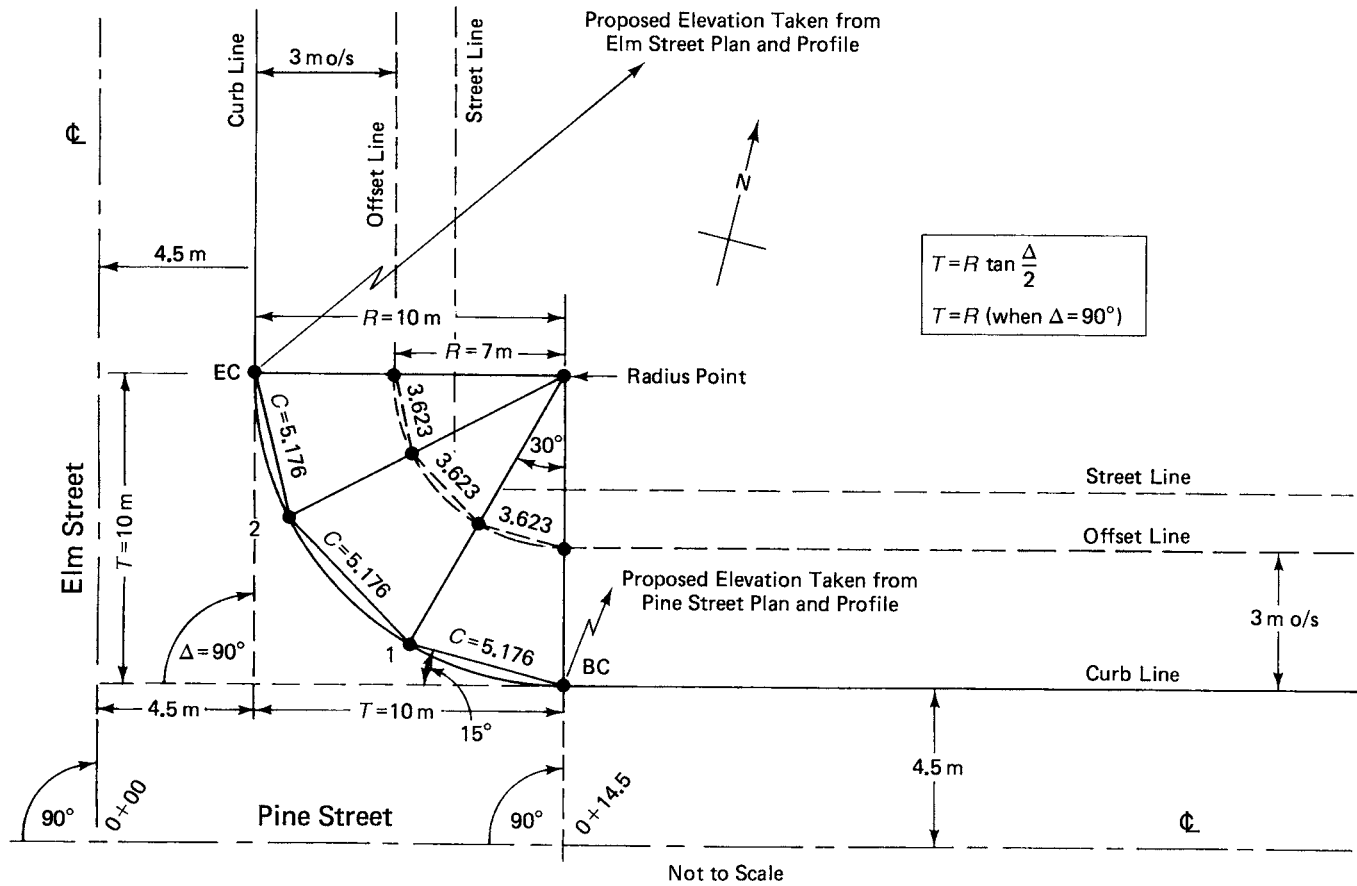 Proposed Elevation Taken from
Elm Street Plan and Profile
Curb Line
3 m o/s
Offset Line
Street Line
℄
N
4.5 m
T = R tan Δ/2
T = R (when Δ = 90°)
R = 10 m
R = 7 m
EC
Radius Point
C = 5.176
3.623
30°
3.623
Street Line
3.623
Offset Line
2
Elm Street
T = 10 m
C = 5.176
Proposed Elevation Taken from
Pine Street Plan and Profile
3 m o/s
Δ = 90°
1
C = 5.176
BC
Curb Line
4.5 m
T = 10 m
15°
4.5 m
90°
0+00
Pine Street
90°
0+14.5
℄
Not to Scale